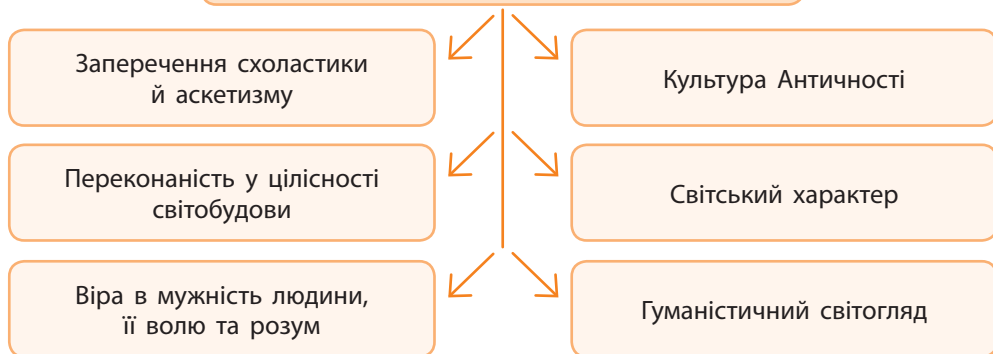 Заперечення схоластики
й аскетизму
Культура Античності
Переконаність у цілісності
світобудови
Світський характер
Віра в мужність людини,
її волю та розум
Гуманістичний світогляд